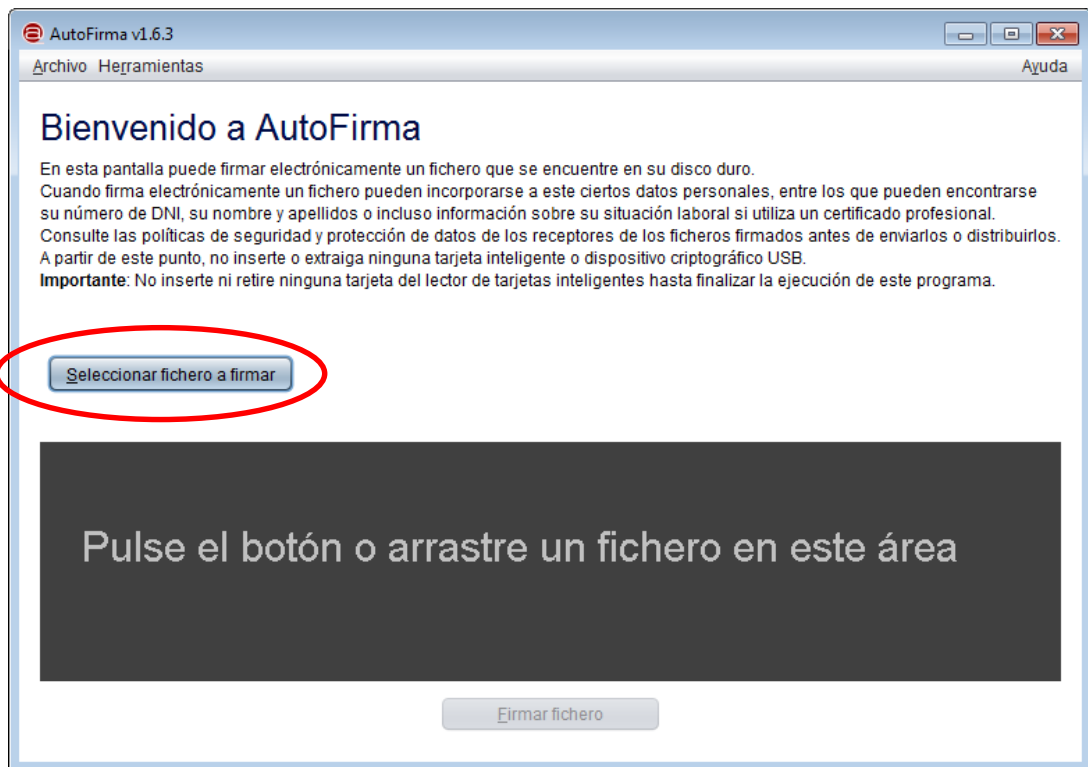 AutoFirma v1.6.3
Archivo Herramientas Ayuda
Bienvenido a AutoFirma
En esta pantalla puede firmar electrónicamente un fichero que se encuentre en su disco duro.
Cuando firma electrónicamente un fichero pueden incorporarse a este ciertos datos personales, entre los que pueden encontrarse
su número de DNI, su nombre y apellidos o incluso información sobre su situación laboral si utiliza un certificado profesional.
Consulte las políticas de seguridad y protección de datos de los receptores de los ficheros firmados antes de enviarlos o distribuirlos.
A partir de este punto, no inserte o extraiga ninguna tarjeta inteligente o dispositivo criptográfico USB.
Importante: No inserte ni retire ninguna tarjeta del lector de tarjetas inteligentes hasta finalizar la ejecución de este programa.
Seleccionar fichero a firmar
Pulse el botón o arrastre un fichero en este área
Firmar fichero